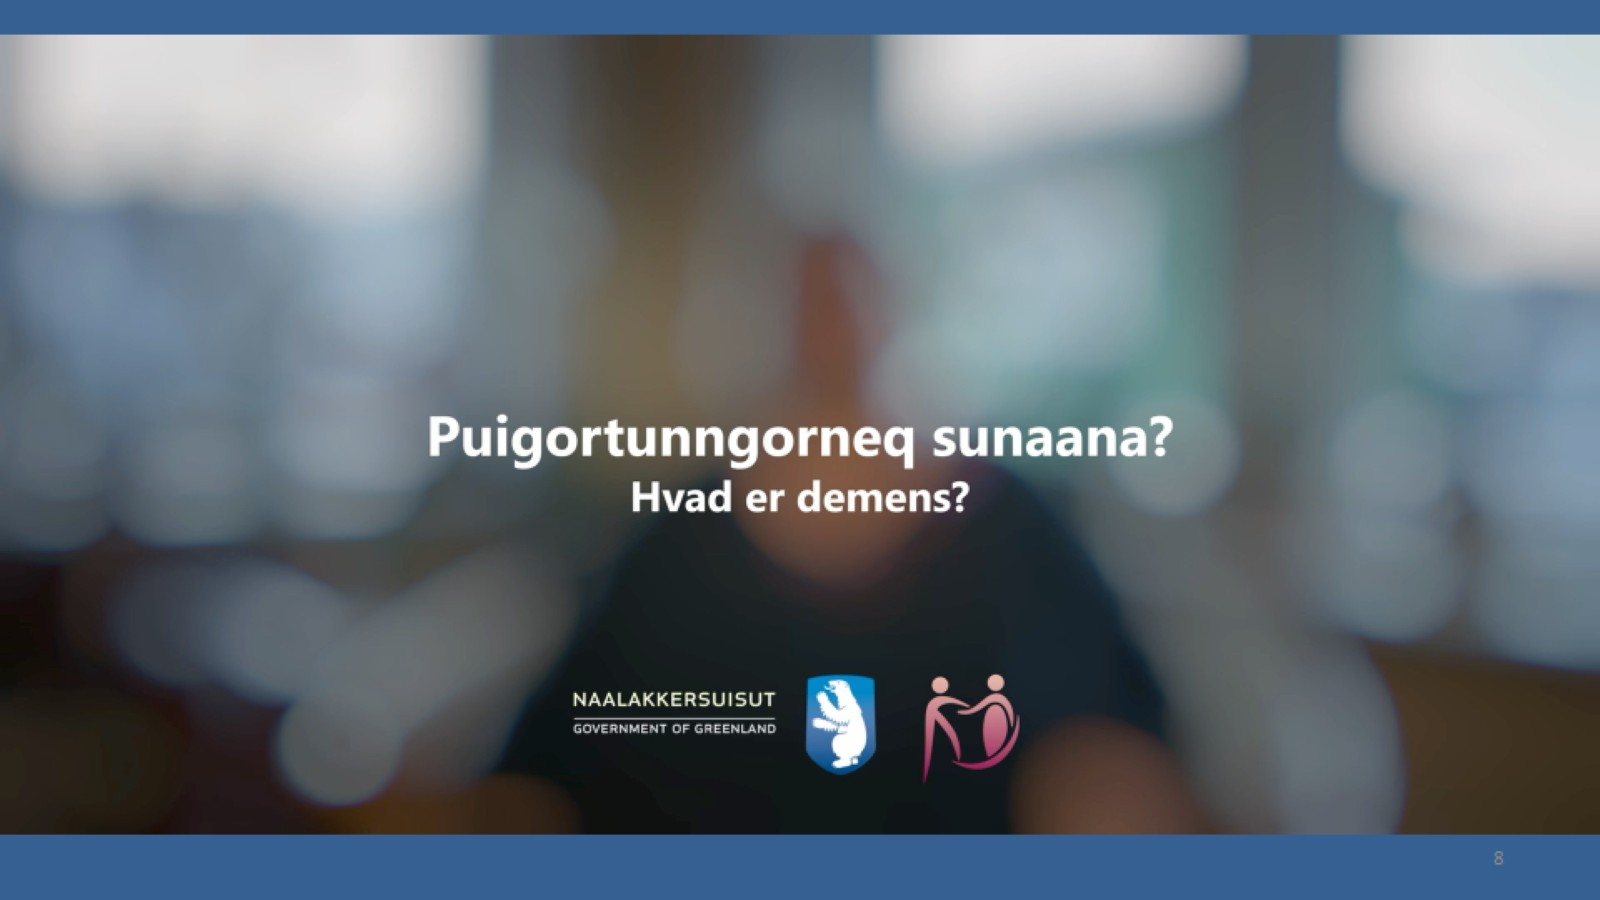 Puigortunngorneq sunaana?
Hvad er demens?
NAALAKKERSUISUT
GOVERNMENT OF GREENLAND
8